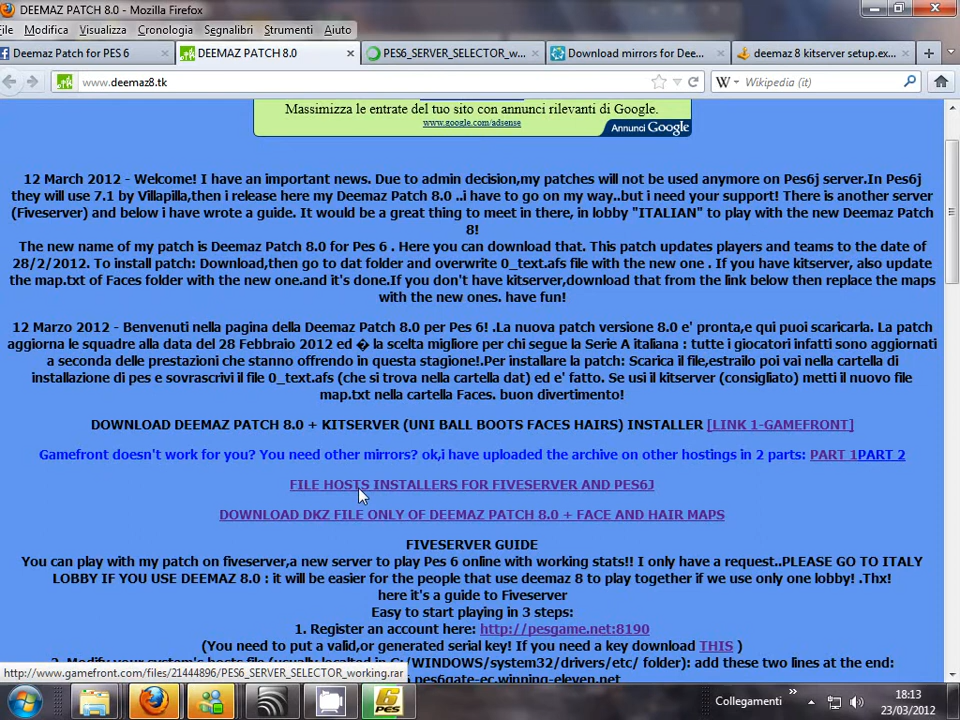 DEEMAZ PATCH 8.0 - Mozilla Firefox
File Modifica Visualizza Cronologia Segnalibri Strumenti Aiuto
Deemaz Patch for PES 6
DEEMAZ PATCH 8.0
PES6_SERVER_SELECTOR_w...
Download mirrors for Dee...
deemaz 8 kitserver setup.ex...
www.deemaz8.tk
Wikipedia (it)
Massimizza le entrate del tuo sito con annunci rilevanti di Google.
www.google.com/adsense
Annunci Google
12 March 2012 - Welcome! I have an important news. Due to admin decision,my patches will not be used anymore on Pes6j server.In Pes6j
they will use 7.1 by Villapilla,then i release here my Deemaz Patch 8.0 ..i have to go on my way..but i need your support! There is another server
(Fiveserver) and below i have wrote a guide. It would be a great thing to meet in there, in lobby "ITALIAN" to play with the new Deemaz Patch
8!
The new name of my patch is Deemaz Patch 8.0 for Pes 6 . Here you can download that. This patch updates players and teams to the date of
28/2/2012. To install patch: Download,then go to dat folder and overwrite 0_text.afs file with the new one . If you have kitserver, also update
the map.txt of Faces folder with the new one.and it's done.If you don't have kitserver,download that from the link below then replace the maps
with the new ones. have fun!
12 Marzo 2012 - Benvenuti nella pagina della Deemaz Patch 8.0 per Pes 6! .La nuova patch versione 8.0 e' pronta,e qui puoi scaricarla. La patch
aggiorna le squadre alla data del 28 Febbraio 2012 ed � la scelta migliore per chi segue la Serie A italiana : tutte i giocatori infatti sono aggiornati
a seconda delle prestazioni che stanno offrendo in questa stagione!.Per installare la patch: Scarica il file,estrailo poi vai nella cartella di
installazione di pes e sovrascrivi il file 0_text.afs (che si trova nella cartella dat) ed e' fatto. Se usi il kitserver (consigliato) metti il nuovo file
map.txt nella cartella Faces. buon divertimento!
DOWNLOAD DEEMAZ PATCH 8.0 + KITSERVER (UNI BALL BOOTS FACES HAIRS) INSTALLER [LINK 1-GAMEFRONT]
Gamefront doesn't work for you? You need other mirrors? ok,i have uploaded the archive on other hostings in 2 parts: PART 1PART 2
FILE HOSTS INSTALLERS FOR FIVESERVER AND PES6J
DOWNLOAD DKZ FILE ONLY OF DEEMAZ PATCH 8.0 + FACE AND HAIR MAPS
FIVESERVER GUIDE
You can play with my patch on fiveserver,a new server to play Pes 6 online with working stats!! I only have a request..PLEASE GO TO ITALY
LOBBY IF YOU USE DEEMAZ 8.0 : it will be easier for the people that use deemaz 8 to play together if we use only one lobby! .Thx!
here it's a guide to Fiveserver
Easy to start playing in 3 steps:
1. Register an account here: http://pesgame.net:8190
(You need to put a valid,or generated serial key! If you need a key download THIS )
2. Modify your system's hosts file (usually localted in C:/WINDOWS/system32/drivers/etc/ folder): add these two lines at the end:
pes6gate-ec.winning-eleven.net
http://www.gamefront.com/files/21444896/PES6_SERVER_SELECTOR_working.rar
Collegamenti
18:13
23/03/2012